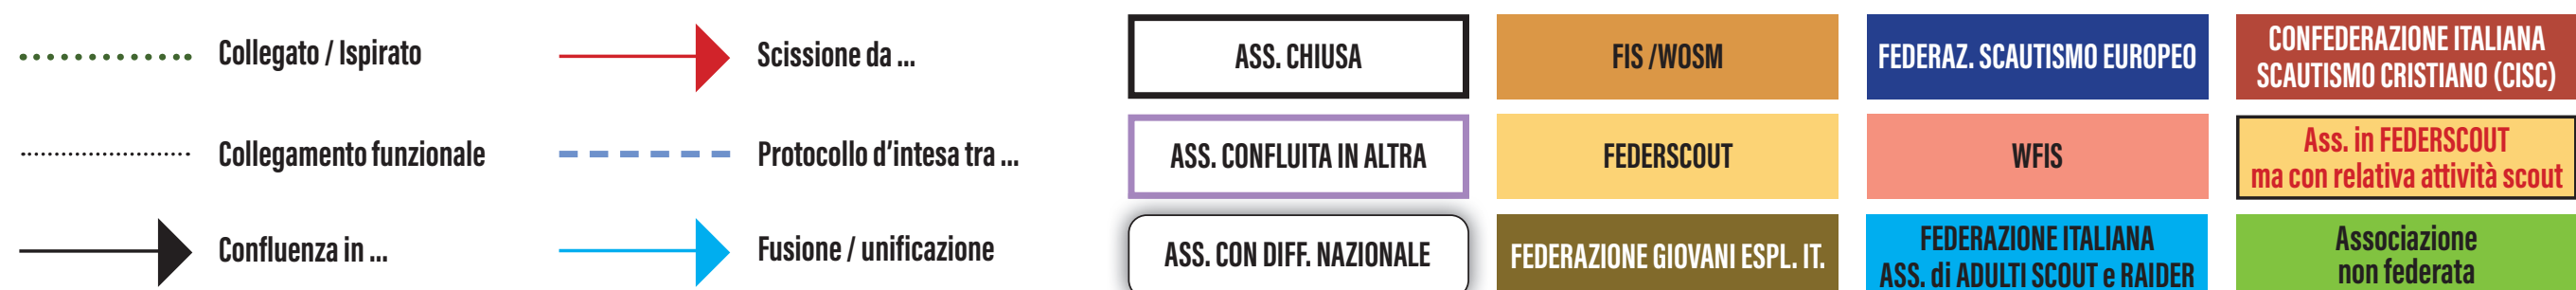 Collegato / Ispirato
Scissione da ...
ASS. CHIUSA
FIS /WOSM
FEDERAZ. SCAUTISMO EUROPEO
CONFEDERAZIONE ITALIANA
SCAUTISMO CRISTIANO (CISC)
Collegamento funzionale
Protocollo d'intesa tra ...
ASS. CONFLUITA IN ALTRA
FEDERSCOUT
WFIS
Ass. in FEDERSCOUT
ma con relativa attività scout
Confluenza in ...
Fusione / unificazione
ASS. CON DIFF. NAZIONALE
FEDERAZIONE GIOVANI ESPL. IT.
FEDERAZIONE ITALIANA
ASS. di ADULTI SCOUT e RAIDER
Associazione
non federata